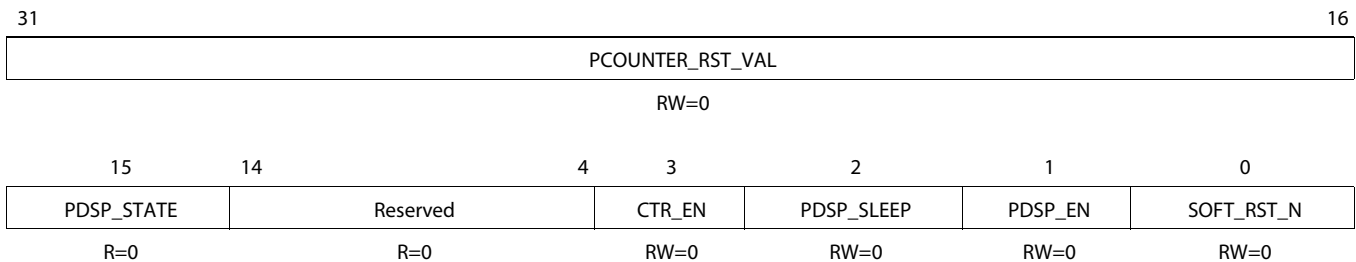 31 16
PCOUNTER_RST_VAL
RW=0
15 14 4 3 2 1 0
PDSP_STATE Reserved CTR_EN PDSP_SLEEP PDSP_EN SOFT_RST_N
R=0 R=0 RW=0 RW=0 RW=0 RW=0